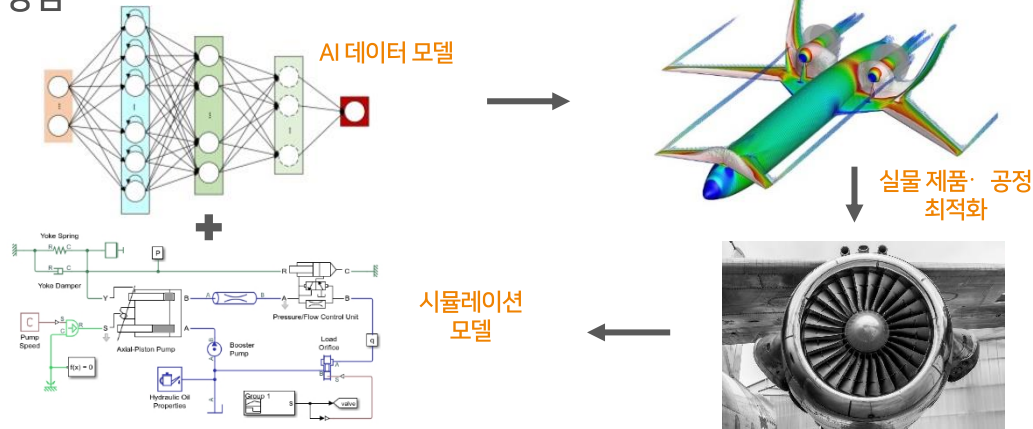 AI 데이터 모델
실물 제품· 공정
최적화
시뮬레이션
모델
Yoke Spring
R
C
P
R
C
Yoke Damper
R
C
Y
B
A
B
A
B
Pressure/Flow Control Unit
C
S
C
R
S
A
Pump
Speed
Axial-Piston Pump
f(x) = 0
Booster
Pump
Load
Orifice
q
A
B
S
Hydraulic Oil
Properties
A
Group 1
S
valve